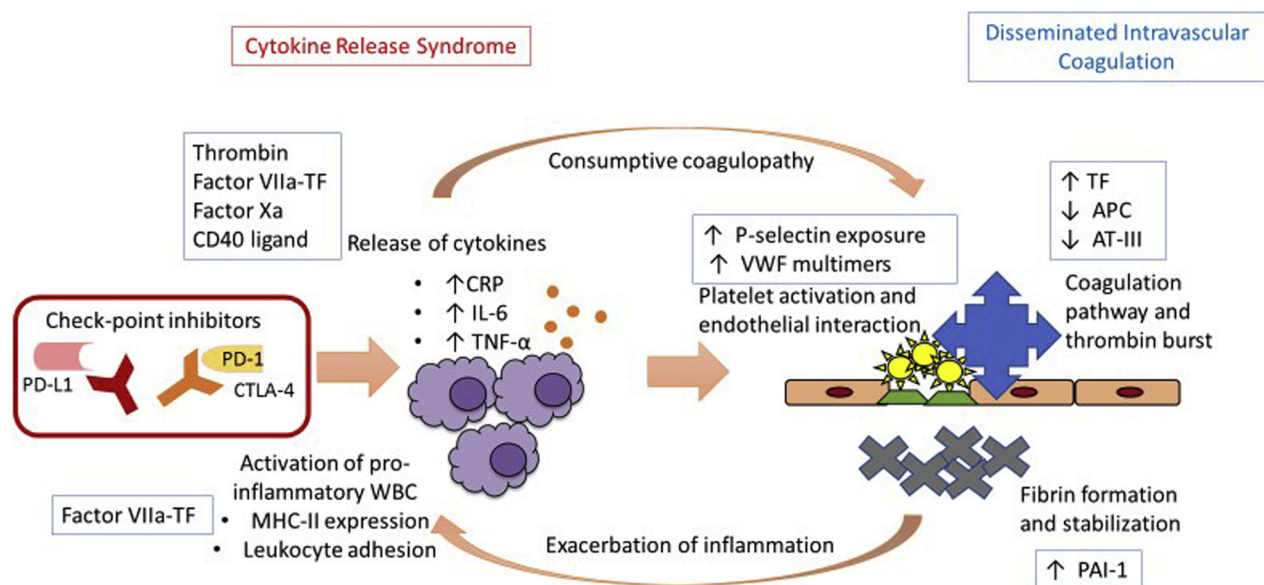 Cytokine Release Syndrome
Disseminated Intravascular
Coagulation
Thrombin
Factor VIIa-TF
Factor Xa
CD40 ligand
Consumptive coagulopathy
↑ TF
↓ APC
↓ AT-III
Release of cytokines
• ↑CRP
• ↑ IL-6
• ↑ TNF-α
↑ P-selectin exposure
↑ VWF multimers
Platelet activation and
endothelial interaction
Coagulation
pathway and
thrombin burst
Check-point inhibitors
PD-L1
PD-1
CTLA-4
Activation of pro-
inflammatory WBC
• MHC-II expression
• Leukocyte adhesion
Factor VIIa-TF
Exacerbation of inflammation
Fibrin formation
and stabilization
↑ PAI-1